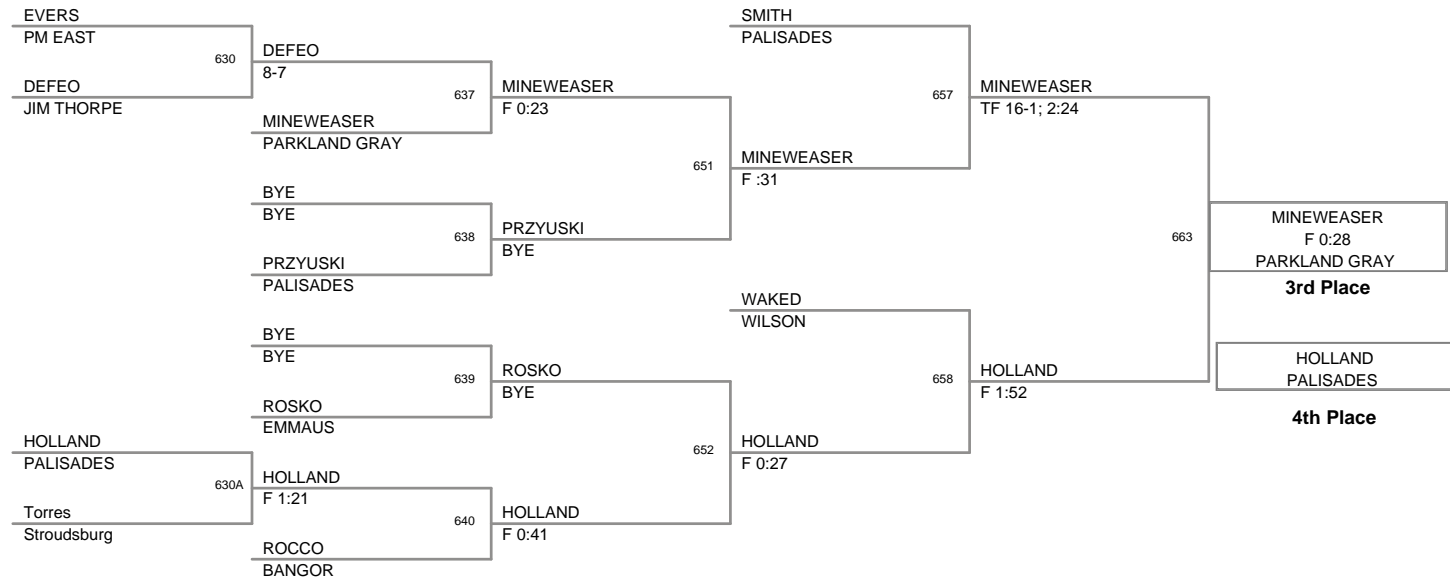 EVERS
PM EAST
630
DEFEO
JIM THORPE
DEFEO
8-7
637
MINEWEASER
PARKLAND GRAY
MINEWEASER
F 0:23
BYE
BYE
638
PRZYUSKI
PALISADES
PRZYUSKI
BYE
651
MINEWEASER
F :31
SMITH
PALISADES
657
MINEWEASER
TF 16-1; 2:24
BYE
BYE
639
ROSKO
EMMAUS
ROSKO
BYE
HOLLAND
PALISADES
630A
Torres
Stroudsburg
HOLLAND
F 1:21
640
ROCCO
BANGOR
HOLLAND
F 0:41
652
HOLLAND
F 0:27
WAKED
WILSON
658
HOLLAND
F 1:52
663
MINEWEASER
F 0:28
PARKLAND GRAY
3rd Place
HOLLAND
PALISADES
4th Place